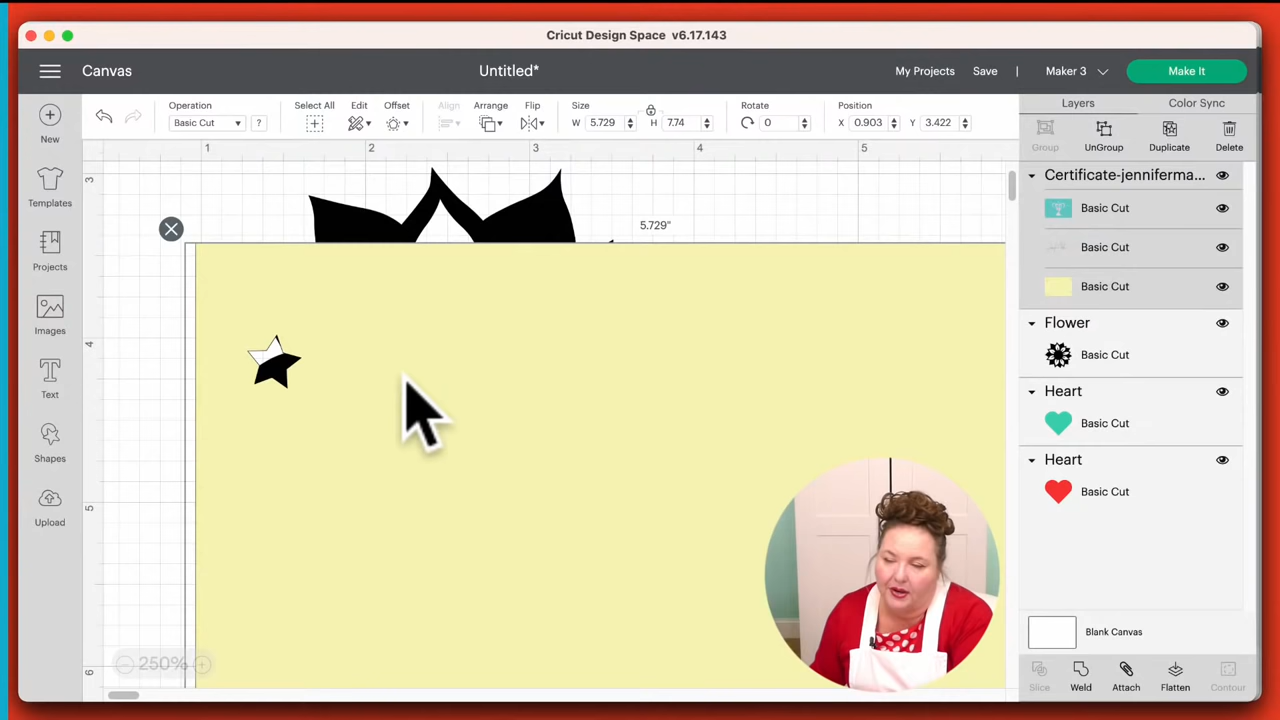 Cricut Design Space v6.17.143
Canvas
Untitled*
My Projects
Save
Maker 3
Make It
New
Templates
Projects
Images
Text
Shapes
Upload
Operation
Basic Cut
?
Select All
Edit
Offset
Align
Arrange
Flip
Size
W 5.729
H 7.74
Rotate
0
Position
X 0.903
Y 3.422
1 2 3 4 5
3
4
5
6
5.729"
250%
Layers
Color Sync
Group
UnGroup
Duplicate
Delete
Certificate-jenniferma...
Basic Cut
Basic Cut
Basic Cut
Flower
Basic Cut
Heart
Basic Cut
Heart
Basic Cut
Blank Canvas
Slice
Weld
Attach
Flatten
Contour